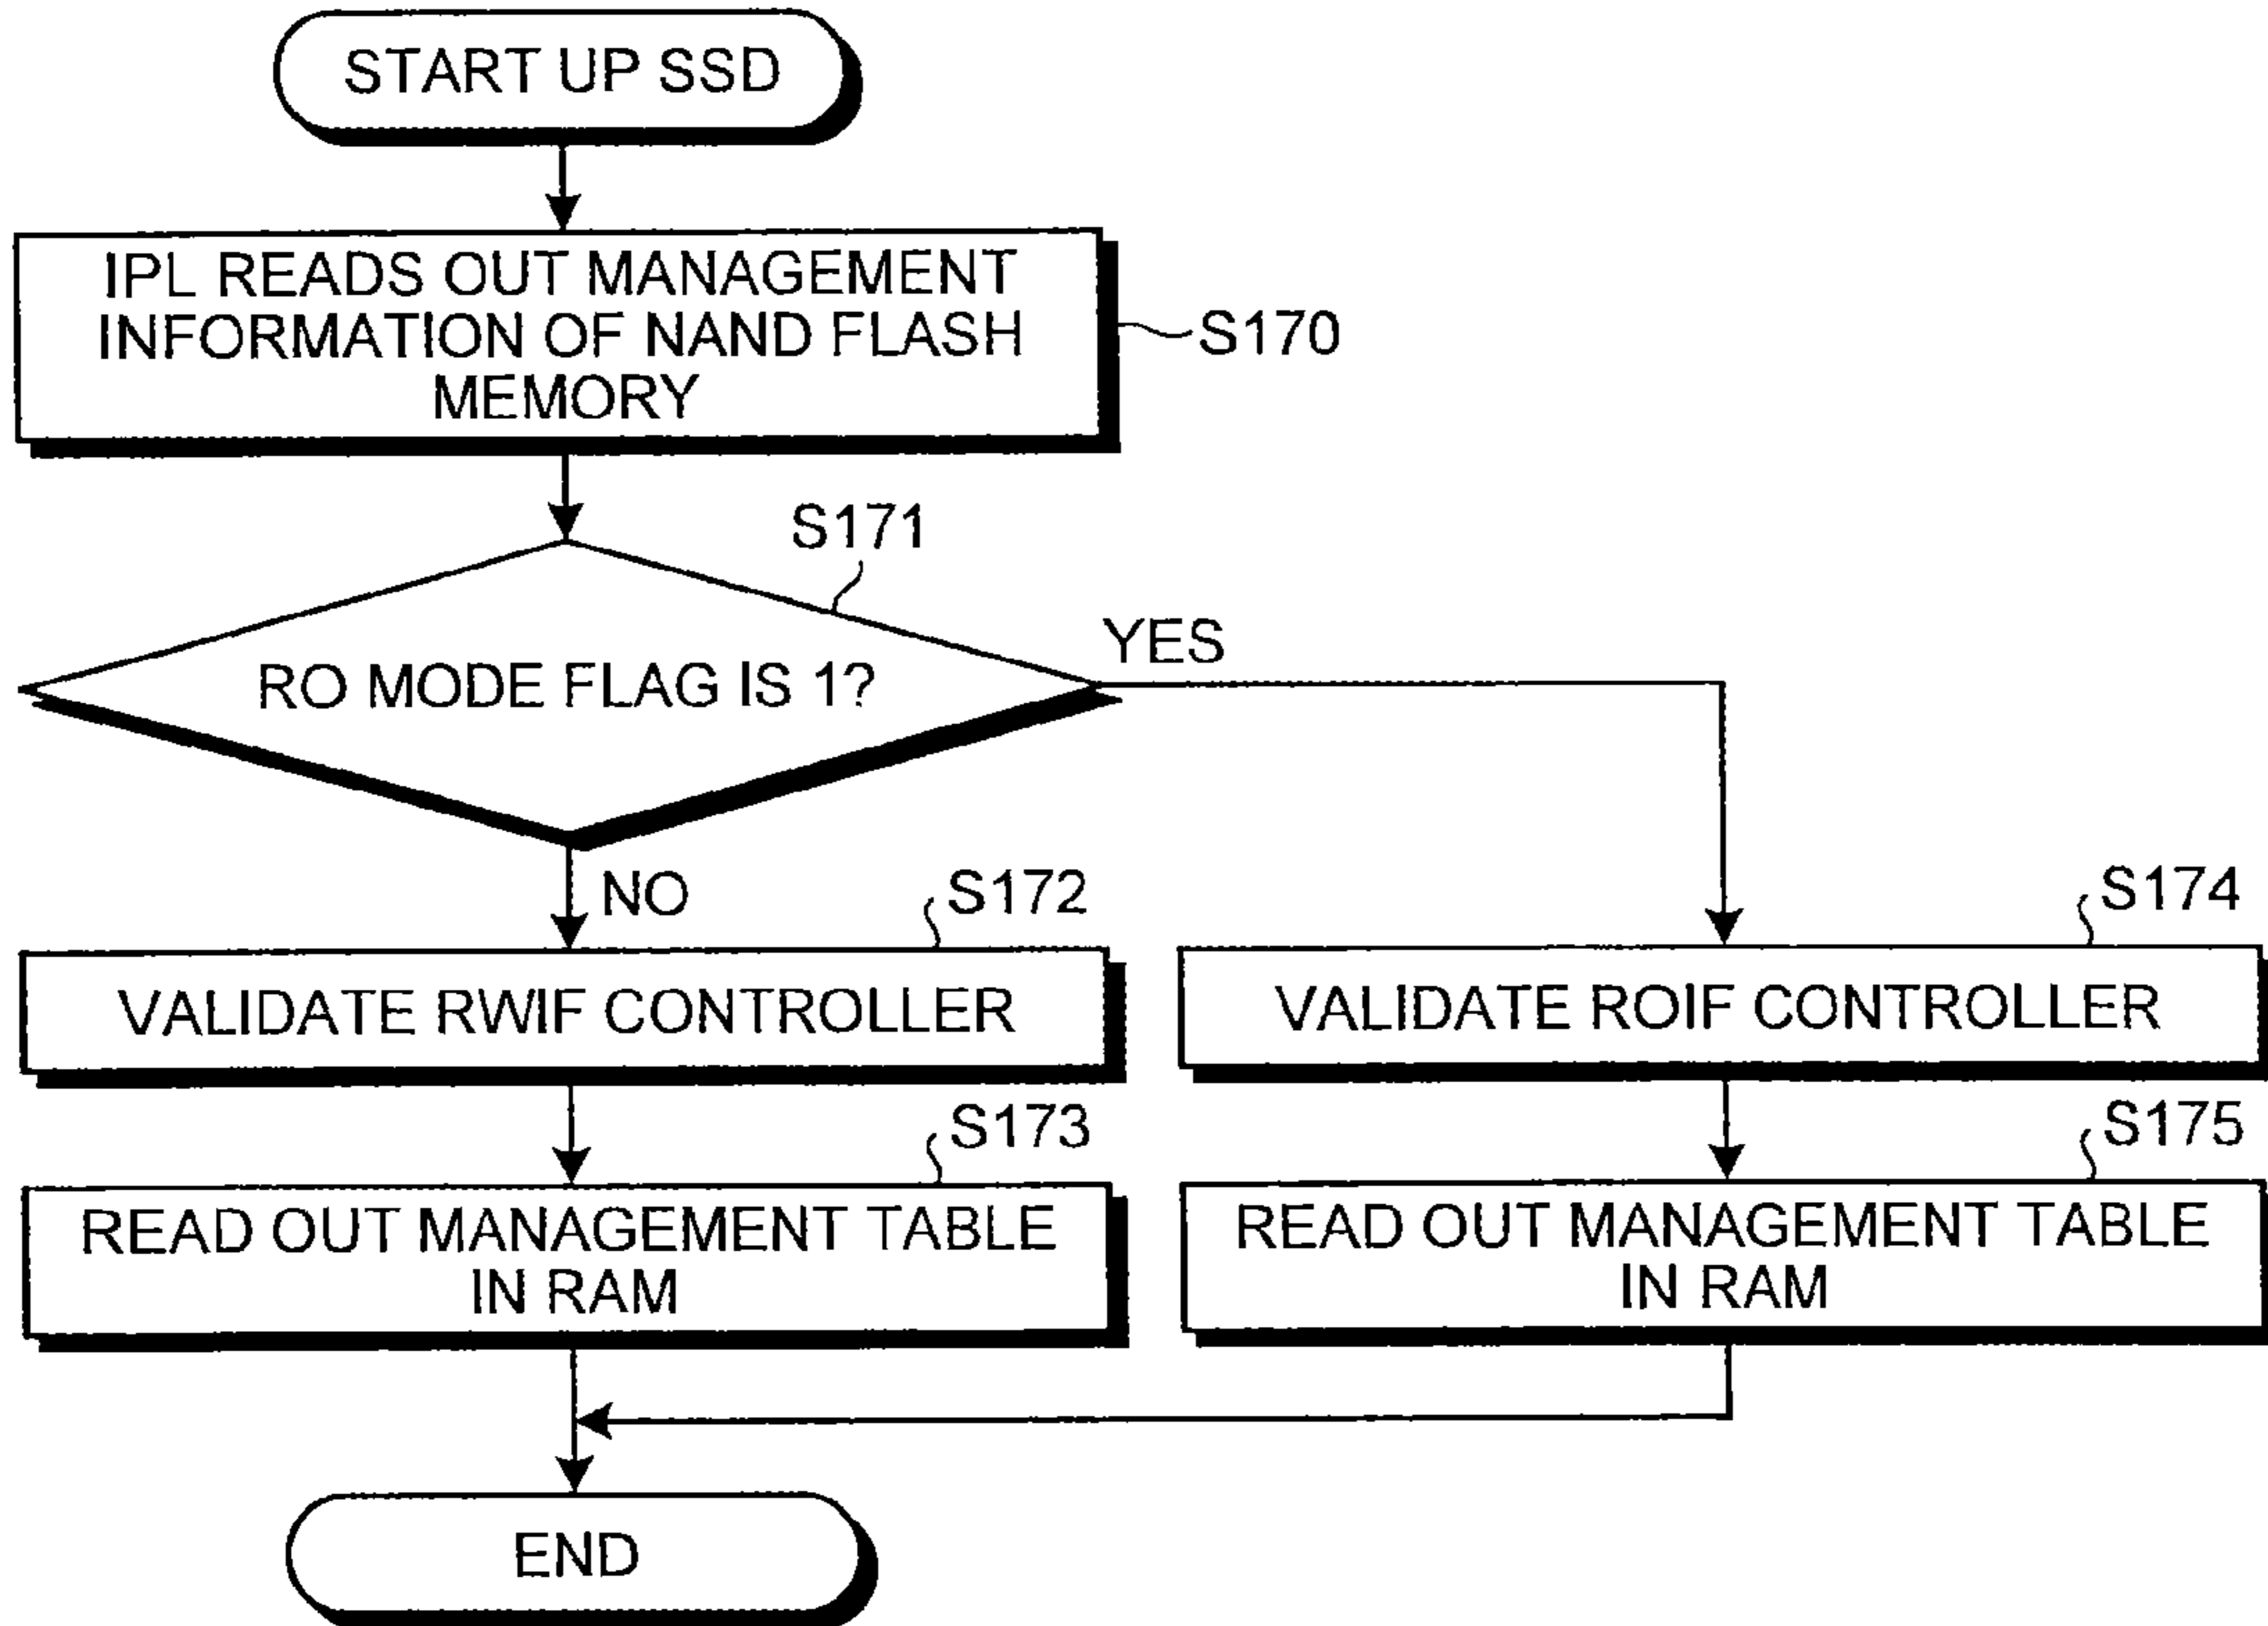 START UP SSD
IPL READS OUT MANAGEMENT
INFORMATION OF NAND FLASH
MEMORY
S170
S171
RO MODE FLAG IS 1?
YES
NO
S172
VALIDATE RWIF CONTROLLER
S174
VALIDATE ROIF CONTROLLER
S173
READ OUT MANAGEMENT TABLE
IN RAM
S175
READ OUT MANAGEMENT TABLE
IN RAM
END